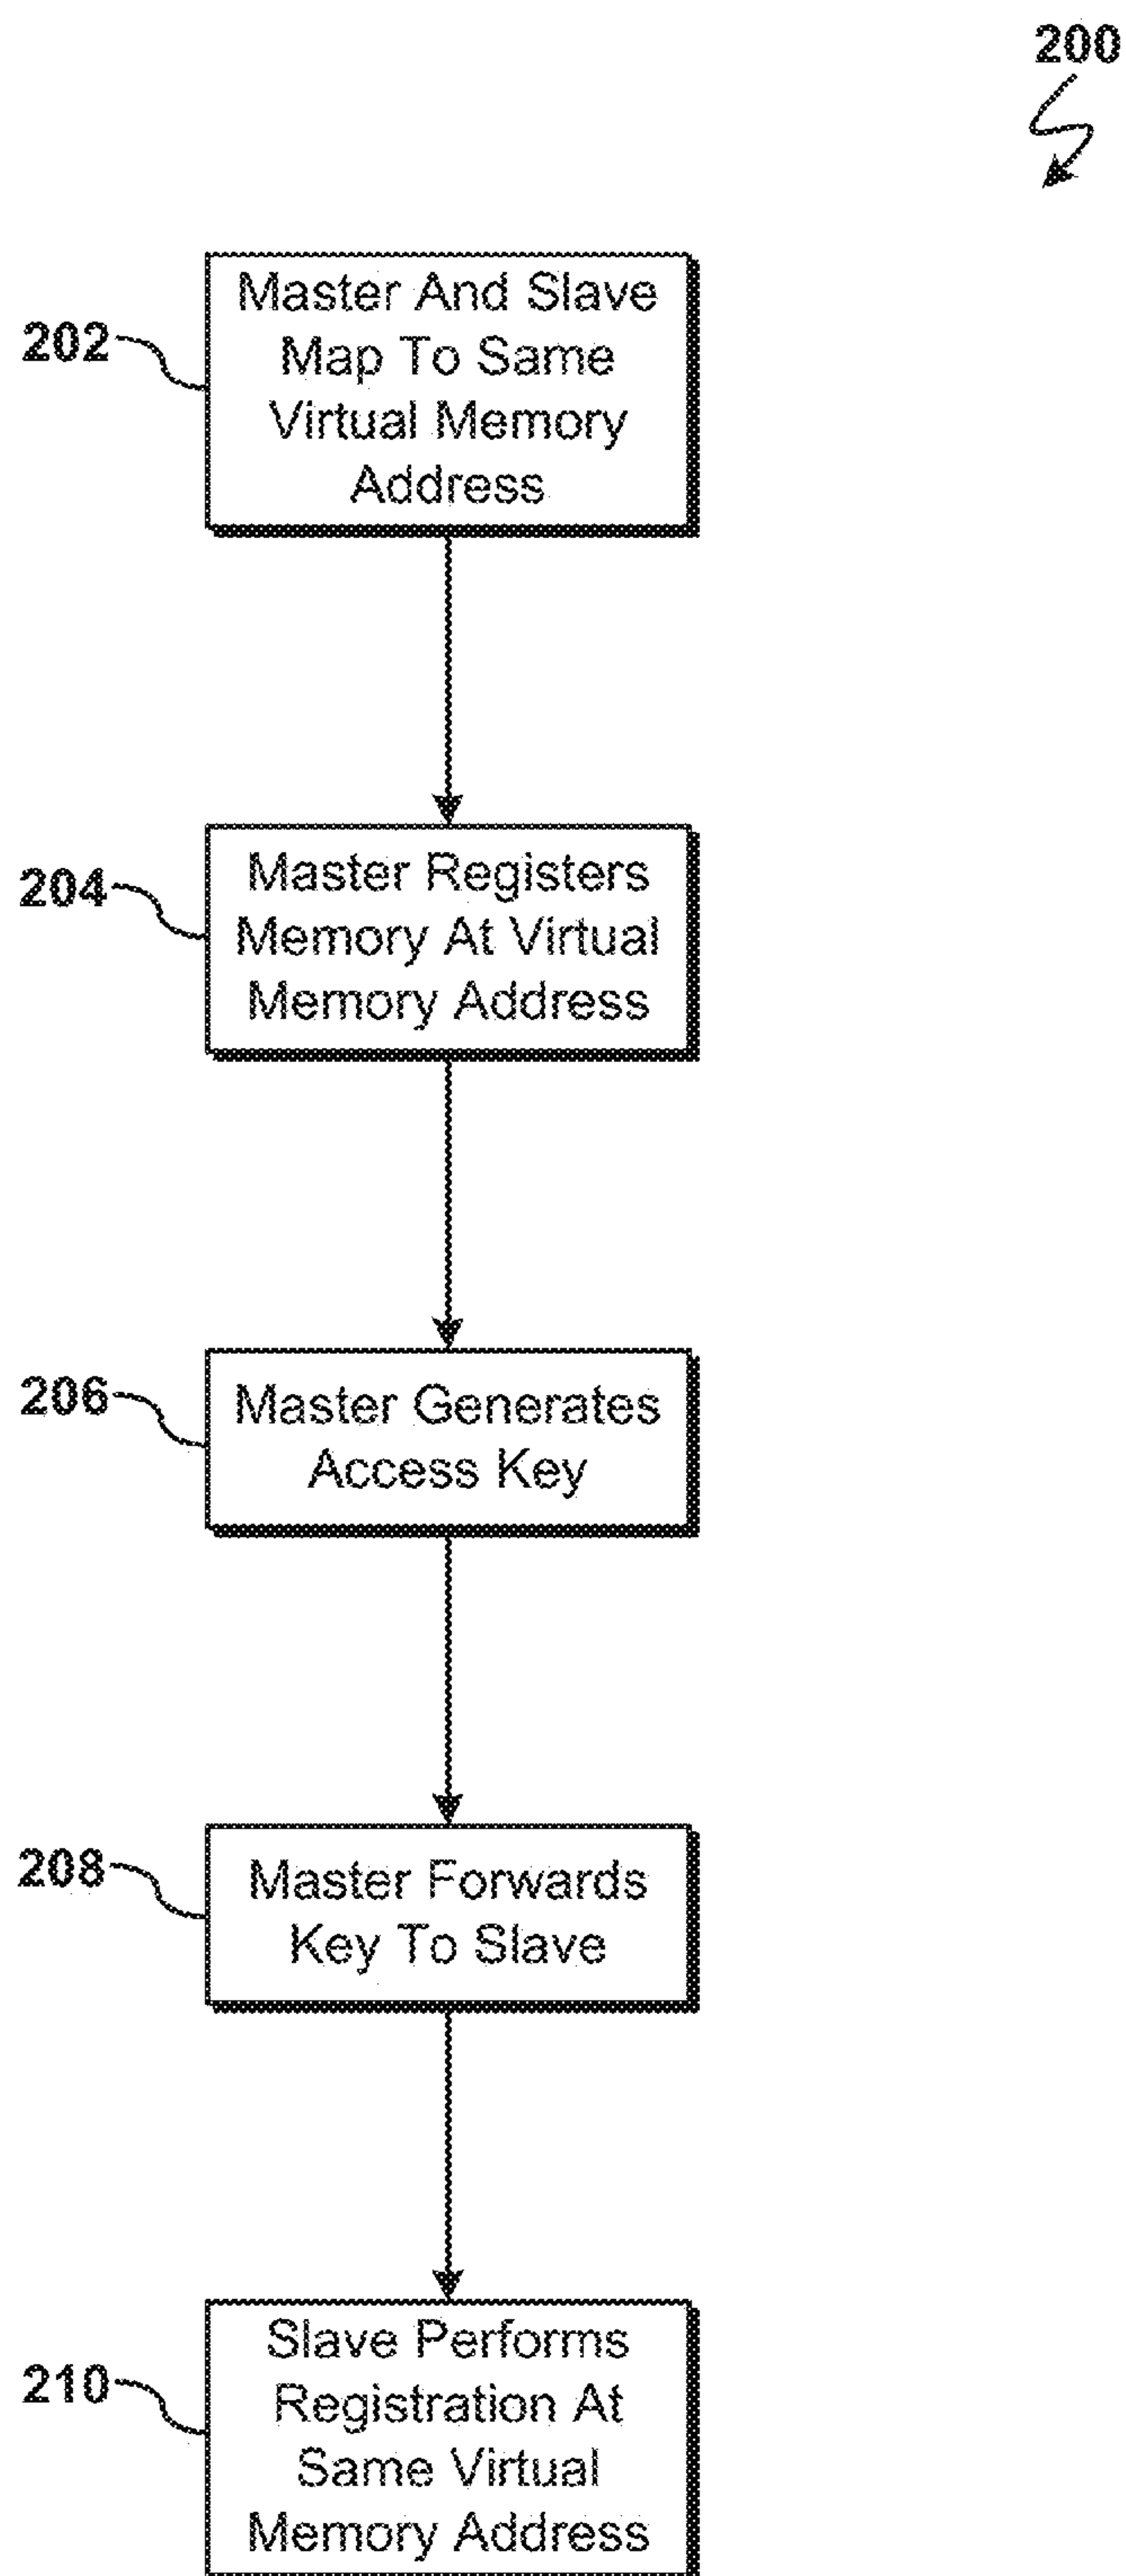 200
202
Master And Slave
Map To Same
Virtual Memory
Address
204
Master Registers
Memory At Virtual
Memory Address
206
Master Generates
Access Key
208
Master Forwards
Key To Slave
210
Slave Performs
Registration At
Same Virtual
Memory Address